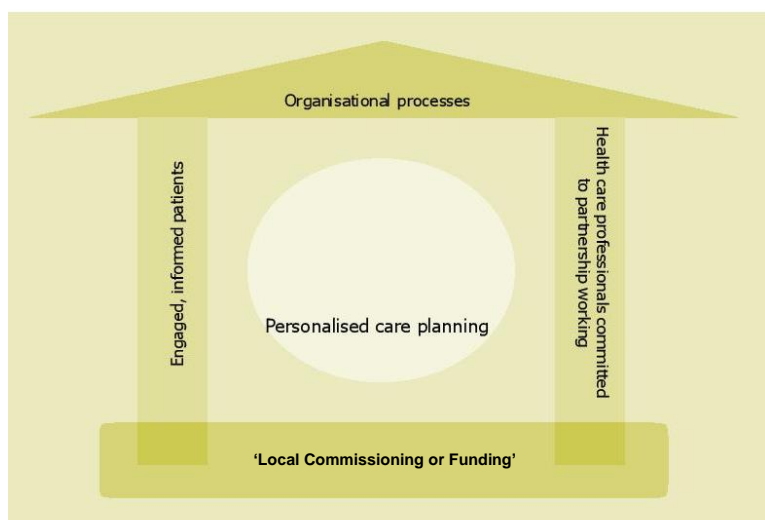 Organisational processes
Engaged, informed patients
Health care professionals committed
to partnership working
Personalised care planning
‘Local Commissioning or Funding’